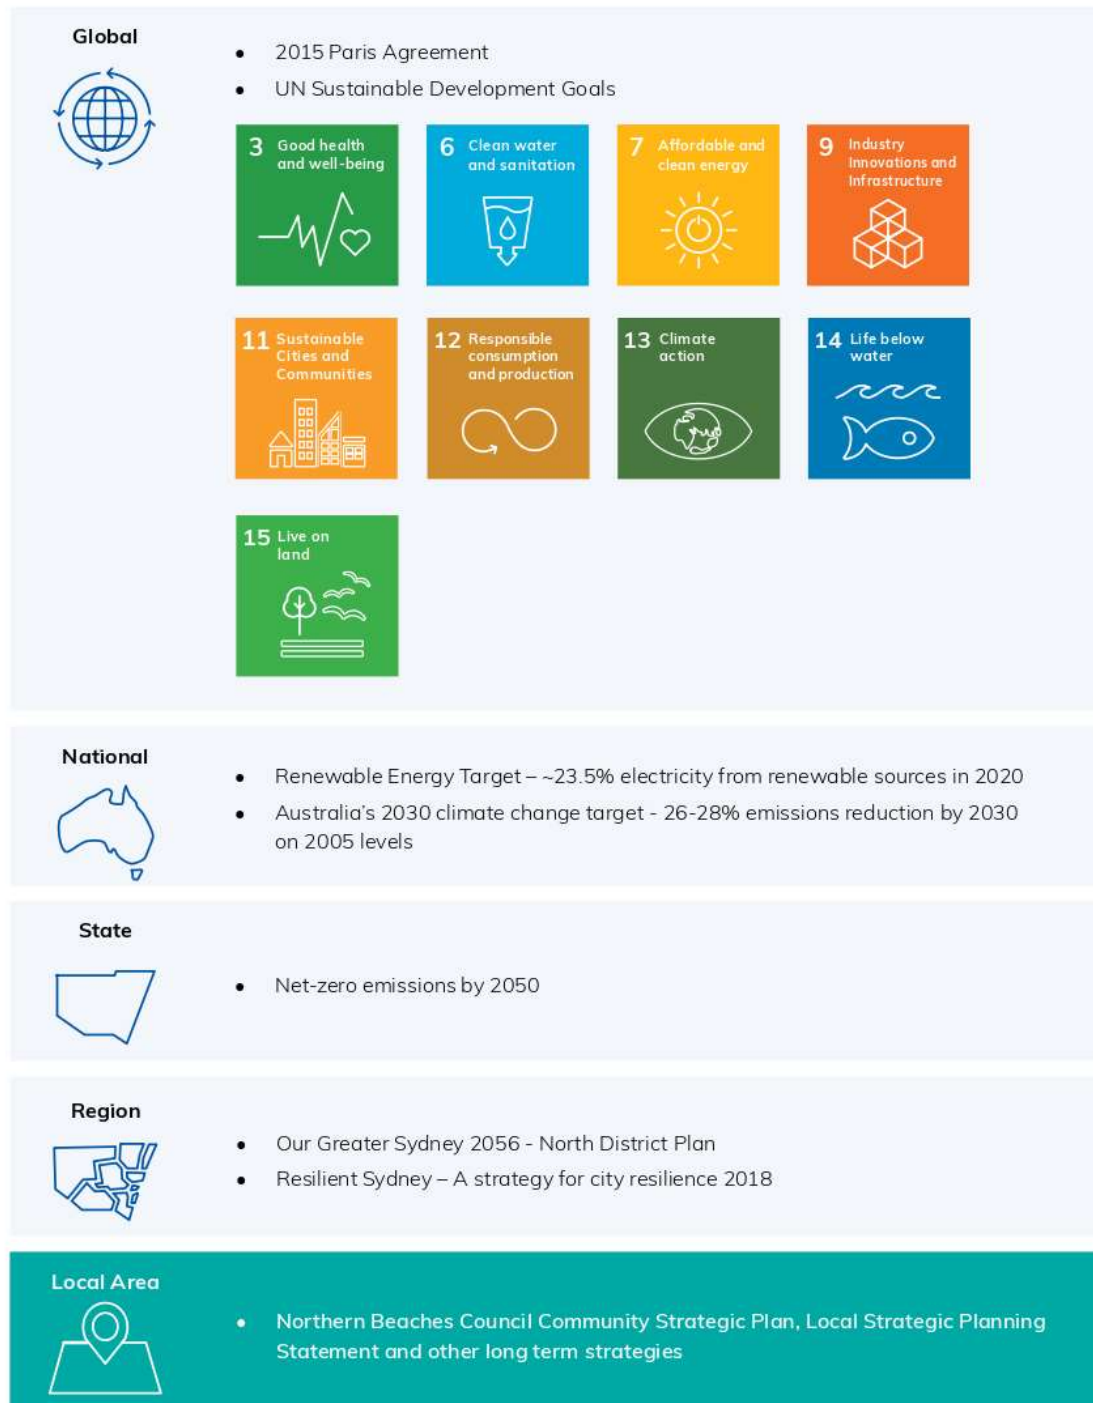 Global
• 2015 Paris Agreement
• UN Sustainable Development Goals
3 Good health
and well-being
6 Clean water
and sanitation
7 Affordable and
clean energy
9 Industry
Innovations and
Infrastructure
11 Sustainable
Cities and
Communities
12 Responsible
consumption
and production
13 Climate
action
14 Life below
water
15 Live on
land
National
• Renewable Energy Target – ~23.5% electricity from renewable sources in 2020
• Australia’s 2030 climate change target - 26-28% emissions reduction by 2030
on 2005 levels
State
• Net-zero emissions by 2050
Region
• Our Greater Sydney 2056 - North District Plan
• Resilient Sydney – A strategy for city resilience 2018
Local Area
• Northern Beaches Council Community Strategic Plan, Local Strategic Planning
Statement and other long term strategies